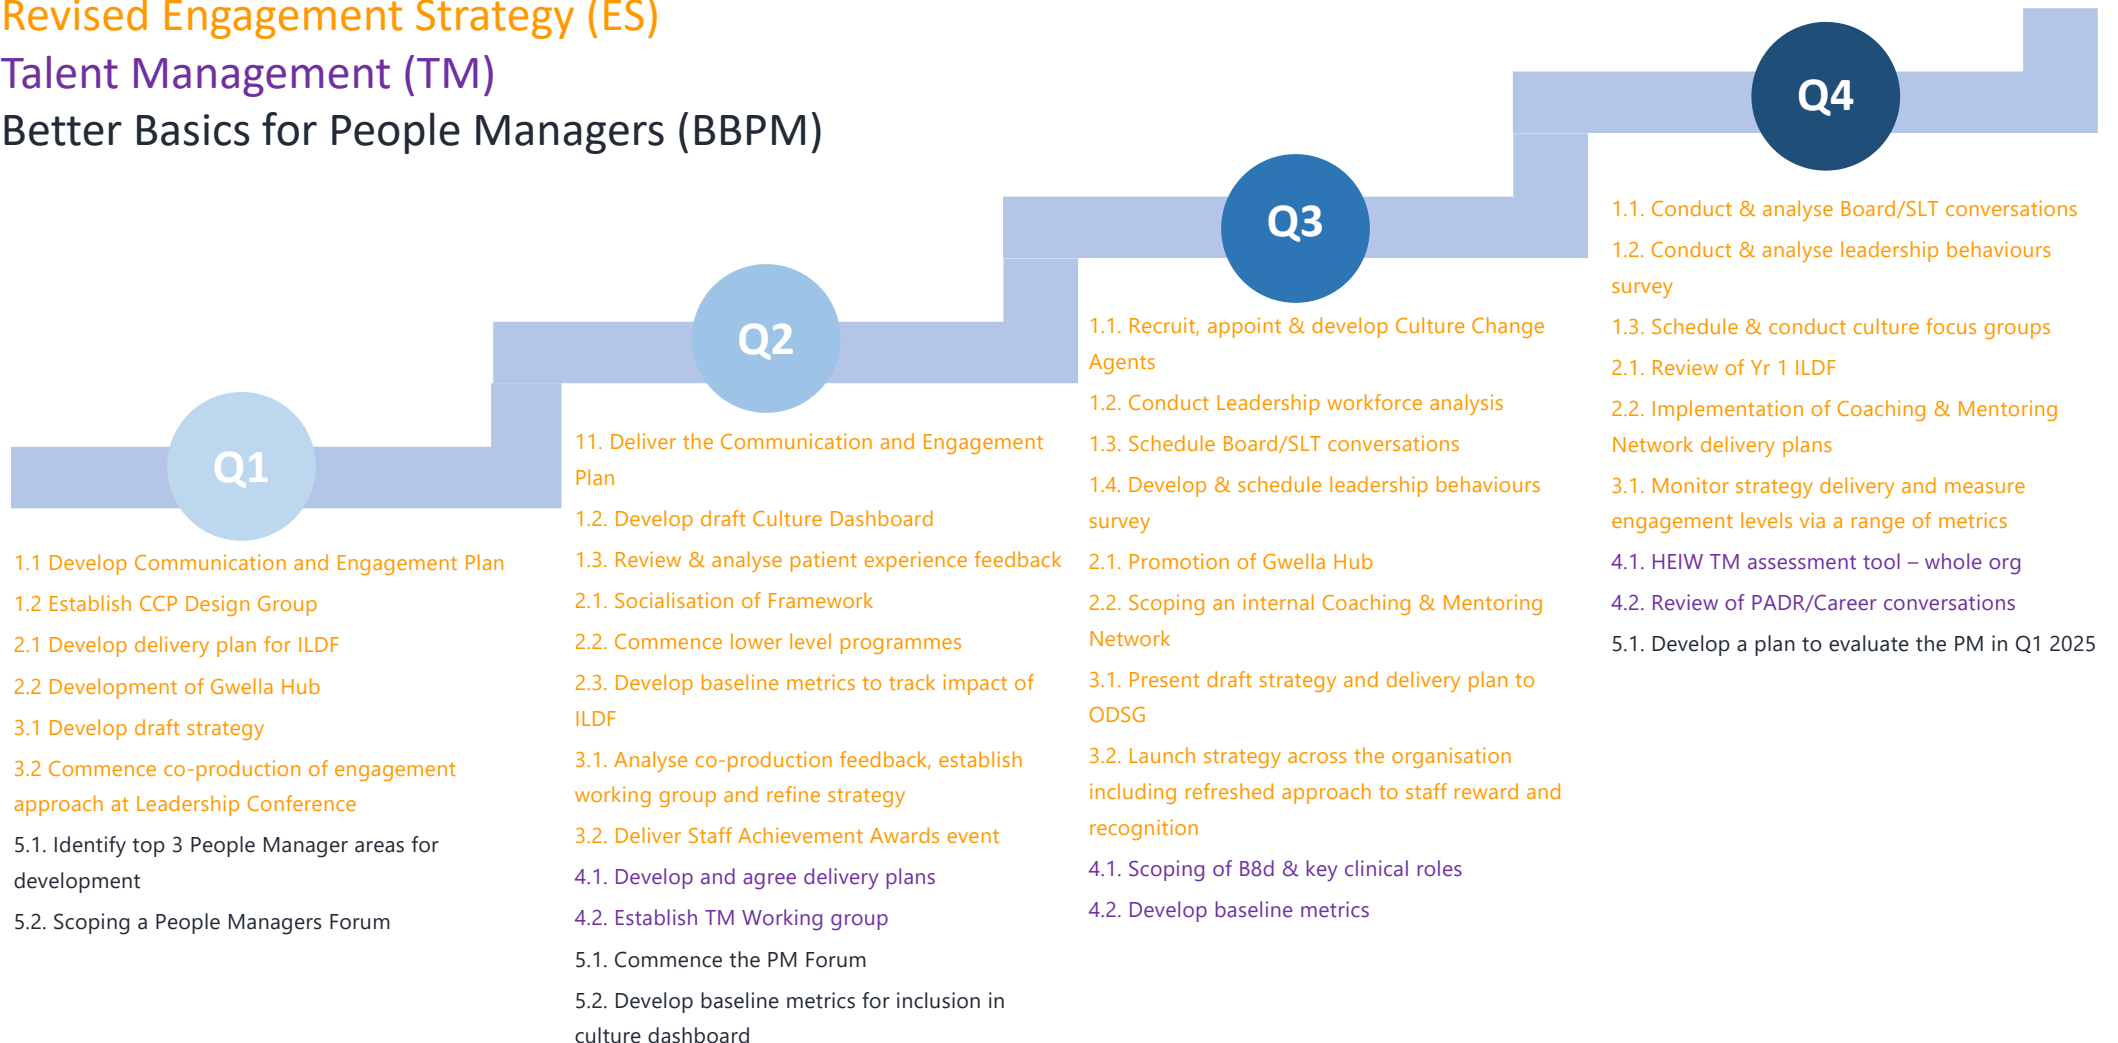 Revised Engagement Strategy (ES)
Talent Management (TM)
Better Basics for People Managers (BBPM)
Q1
1.1 Develop Communication and Engagement Plan
1.2 Establish CCP Design Group
2.1 Develop delivery plan for ILDF
2.2 Development of Gwella Hub
3.1 Develop draft strategy
3.2 Commence co-production of engagement
approach at Leadership Conference
5.1. Identify top 3 People Manager areas for
development
5.2. Scoping a People Managers Forum
Q2
11. Deliver the Communication and Engagement
Plan
1.2. Develop draft Culture Dashboard
1.3. Review & analyse patient experience feedback
2.1. Socialisation of Framework
2.2. Commence lower level programmes
2.3. Develop baseline metrics to track impact of
ILDF
3.1. Analyse co-production feedback, establish
working group and refine strategy
3.2. Deliver Staff Achievement Awards event
4.1. Develop and agree delivery plans
4.2. Establish TM Working group
5.1. Commence the PM Forum
5.2. Develop baseline metrics for inclusion in
culture dashboard
Q3
1.1. Recruit, appoint & develop Culture Change
Agents
1.2. Conduct Leadership workforce analysis
1.3. Schedule Board/SLT conversations
1.4. Develop & schedule leadership behaviours
survey
2.1. Promotion of Gwella Hub
2.2. Scoping an internal Coaching & Mentoring
Network
3.1. Present draft strategy and delivery plan to
ODSG
3.2. Launch strategy across the organisation
including refreshed approach to staff reward and
recognition
4.1. Scoping of B8d & key clinical roles
4.2. Develop baseline metrics
Q4
1.1. Conduct & analyse Board/SLT conversations
1.2. Conduct & analyse leadership behaviours
survey
1.3. Schedule & conduct culture focus groups
2.1. Review of Yr 1 ILDF
2.2. Implementation of Coaching & Mentoring
Network delivery plans
3.1. Monitor strategy delivery and measure
engagement levels via a range of metrics
4.1. HEIW TM assessment tool – whole org
4.2. Review of PADR/Career conversations
5.1. Develop a plan to evaluate the PM in Q1 2025